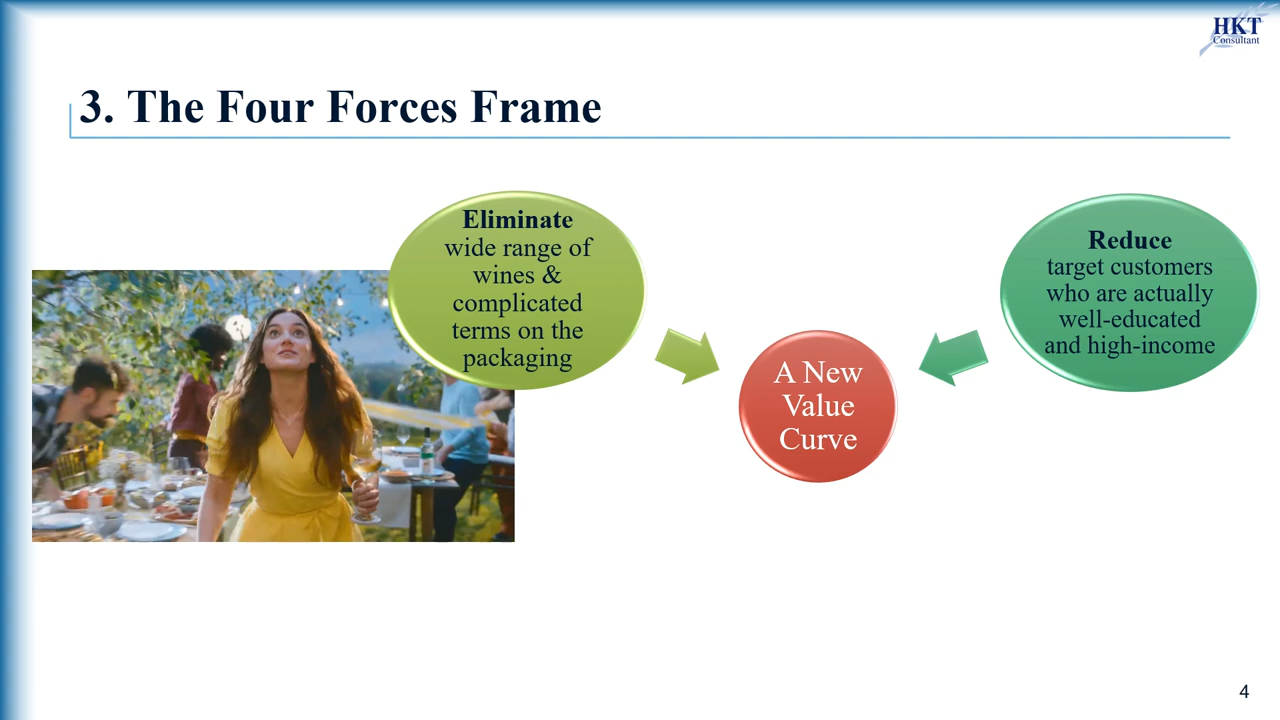 HKT
Consultant
3. The Four Forces Frame
Eliminate
wide range of
wines &
complicated
terms on the
packaging
Reduce
target customers
who are actually
well-educated
and high-income
A New
Value
Curve
4